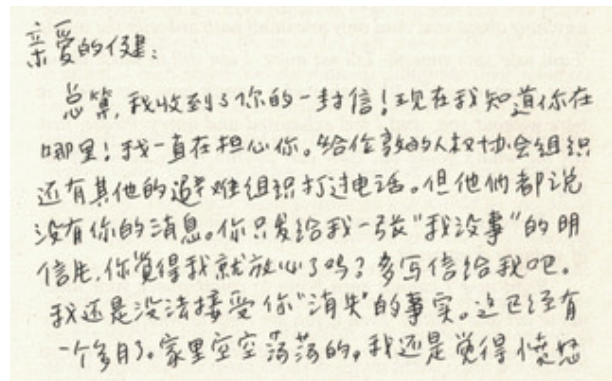 亲爱的健：
总算，我收到了你的一封信！现在我知道你在
哪里！我一直在担心你。给伦敦的人权协会组织
还有其他的避难组织打过电话。但他们都说
没有你的消息。你只发给我一张“我没事”的明
信片，你觉得我就放心了吗？多写信给我吧。
我还是没法接受你“消失”的事实。这已经有
一个多月了。家里空空荡荡的，我还是觉得愤怒